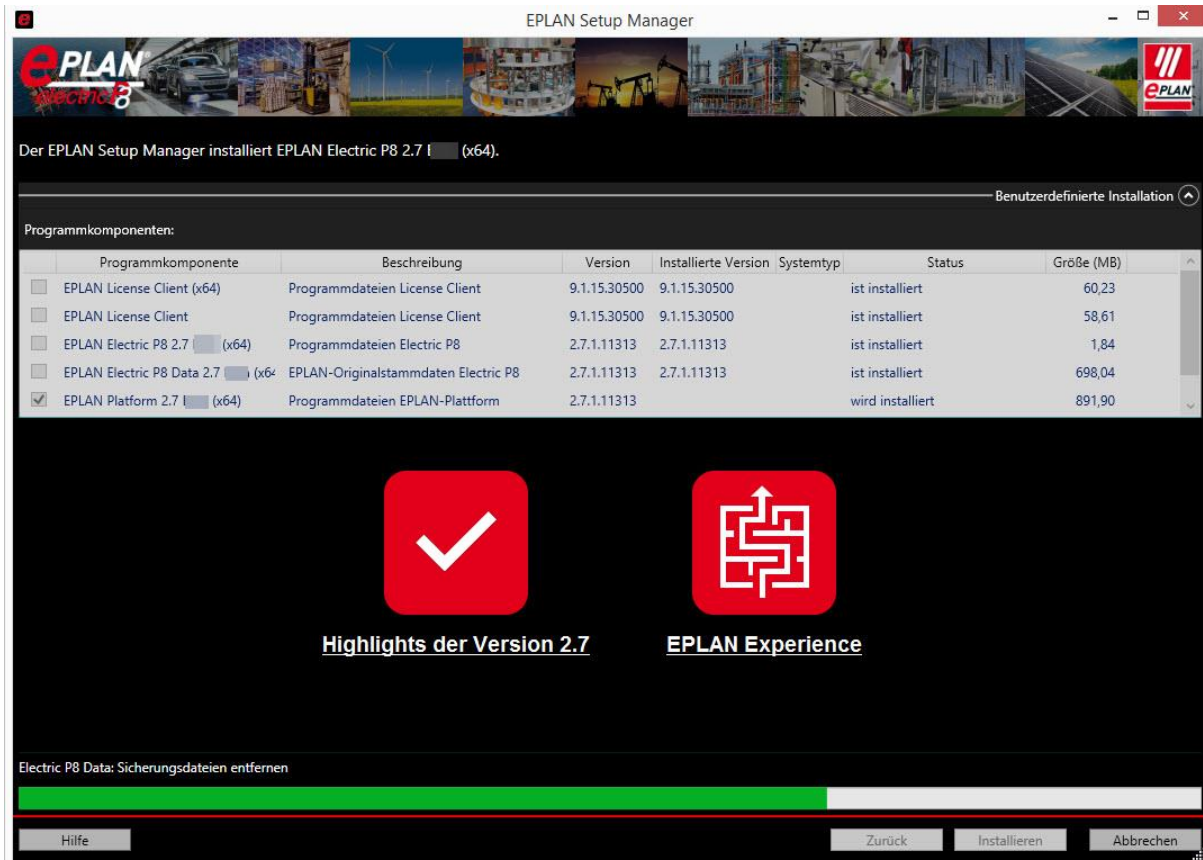 EPLAN Setup Manager
ePLAN
electric P8
ePLAN
Der EPLAN Setup Manager installiert EPLAN Electric P8 2.7 (x64).
Benutzerdefinierte Installation
Programmkomponenten:
Programmkomponente Beschreibung Version Installierte Version Systemtyp Status Größe (MB)
EPLAN License Client (x64) Programmdateien License Client 9.1.15.30500 9.1.15.30500 ist installiert 60,23
EPLAN License Client Programmdateien License Client 9.1.15.30500 9.1.15.30500 ist installiert 58,61
EPLAN Electric P8 2.7 (x64) Programmdateien Electric P8 2.7.1.11313 2.7.1.11313 ist installiert 1,84
EPLAN Electric P8 Data 2.7 (x64 EPLAN-Originalstammdaten Electric P8 2.7.1.11313 2.7.1.11313 ist installiert 698,04
EPLAN Platform 2.7 (x64) Programmdateien EPLAN-Plattform 2.7.1.11313 wird installiert 891,90
Highlights der Version 2.7
EPLAN Experience
Electric P8 Data: Sicherungsdateien entfernen
Hilfe
Zurück
Installieren
Abbrechen